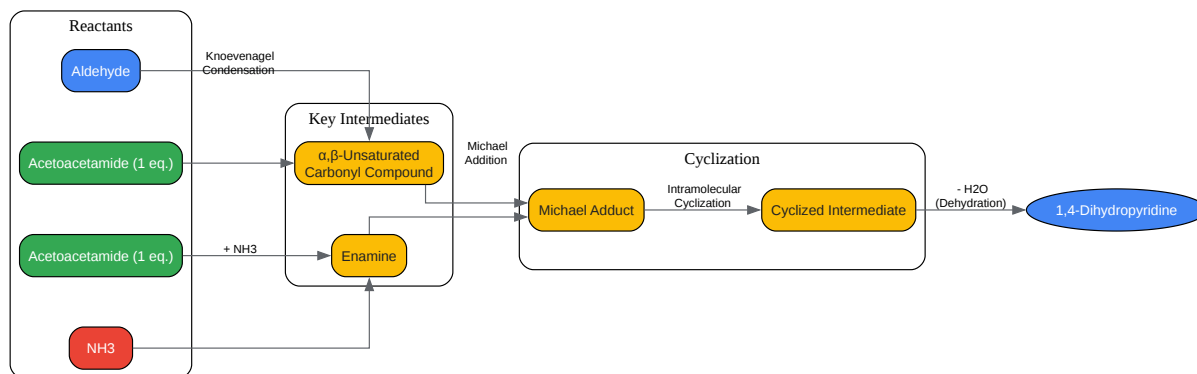 Reactants
Aldehyde
Knoevenagel
Condensation
Acetoacetamide (1 eq.)
Key Intermediates
α,β-Unsaturated
Carbonyl Compound
Michael
Addition
Acetoacetamide (1 eq.)
+ NH3
Enamine
NH3
Cyclization
Michael Adduct
Intramolecular
Cyclization
Cyclized Intermediate
- H2O
(Dehydration)
1,4-Dihydropyridine